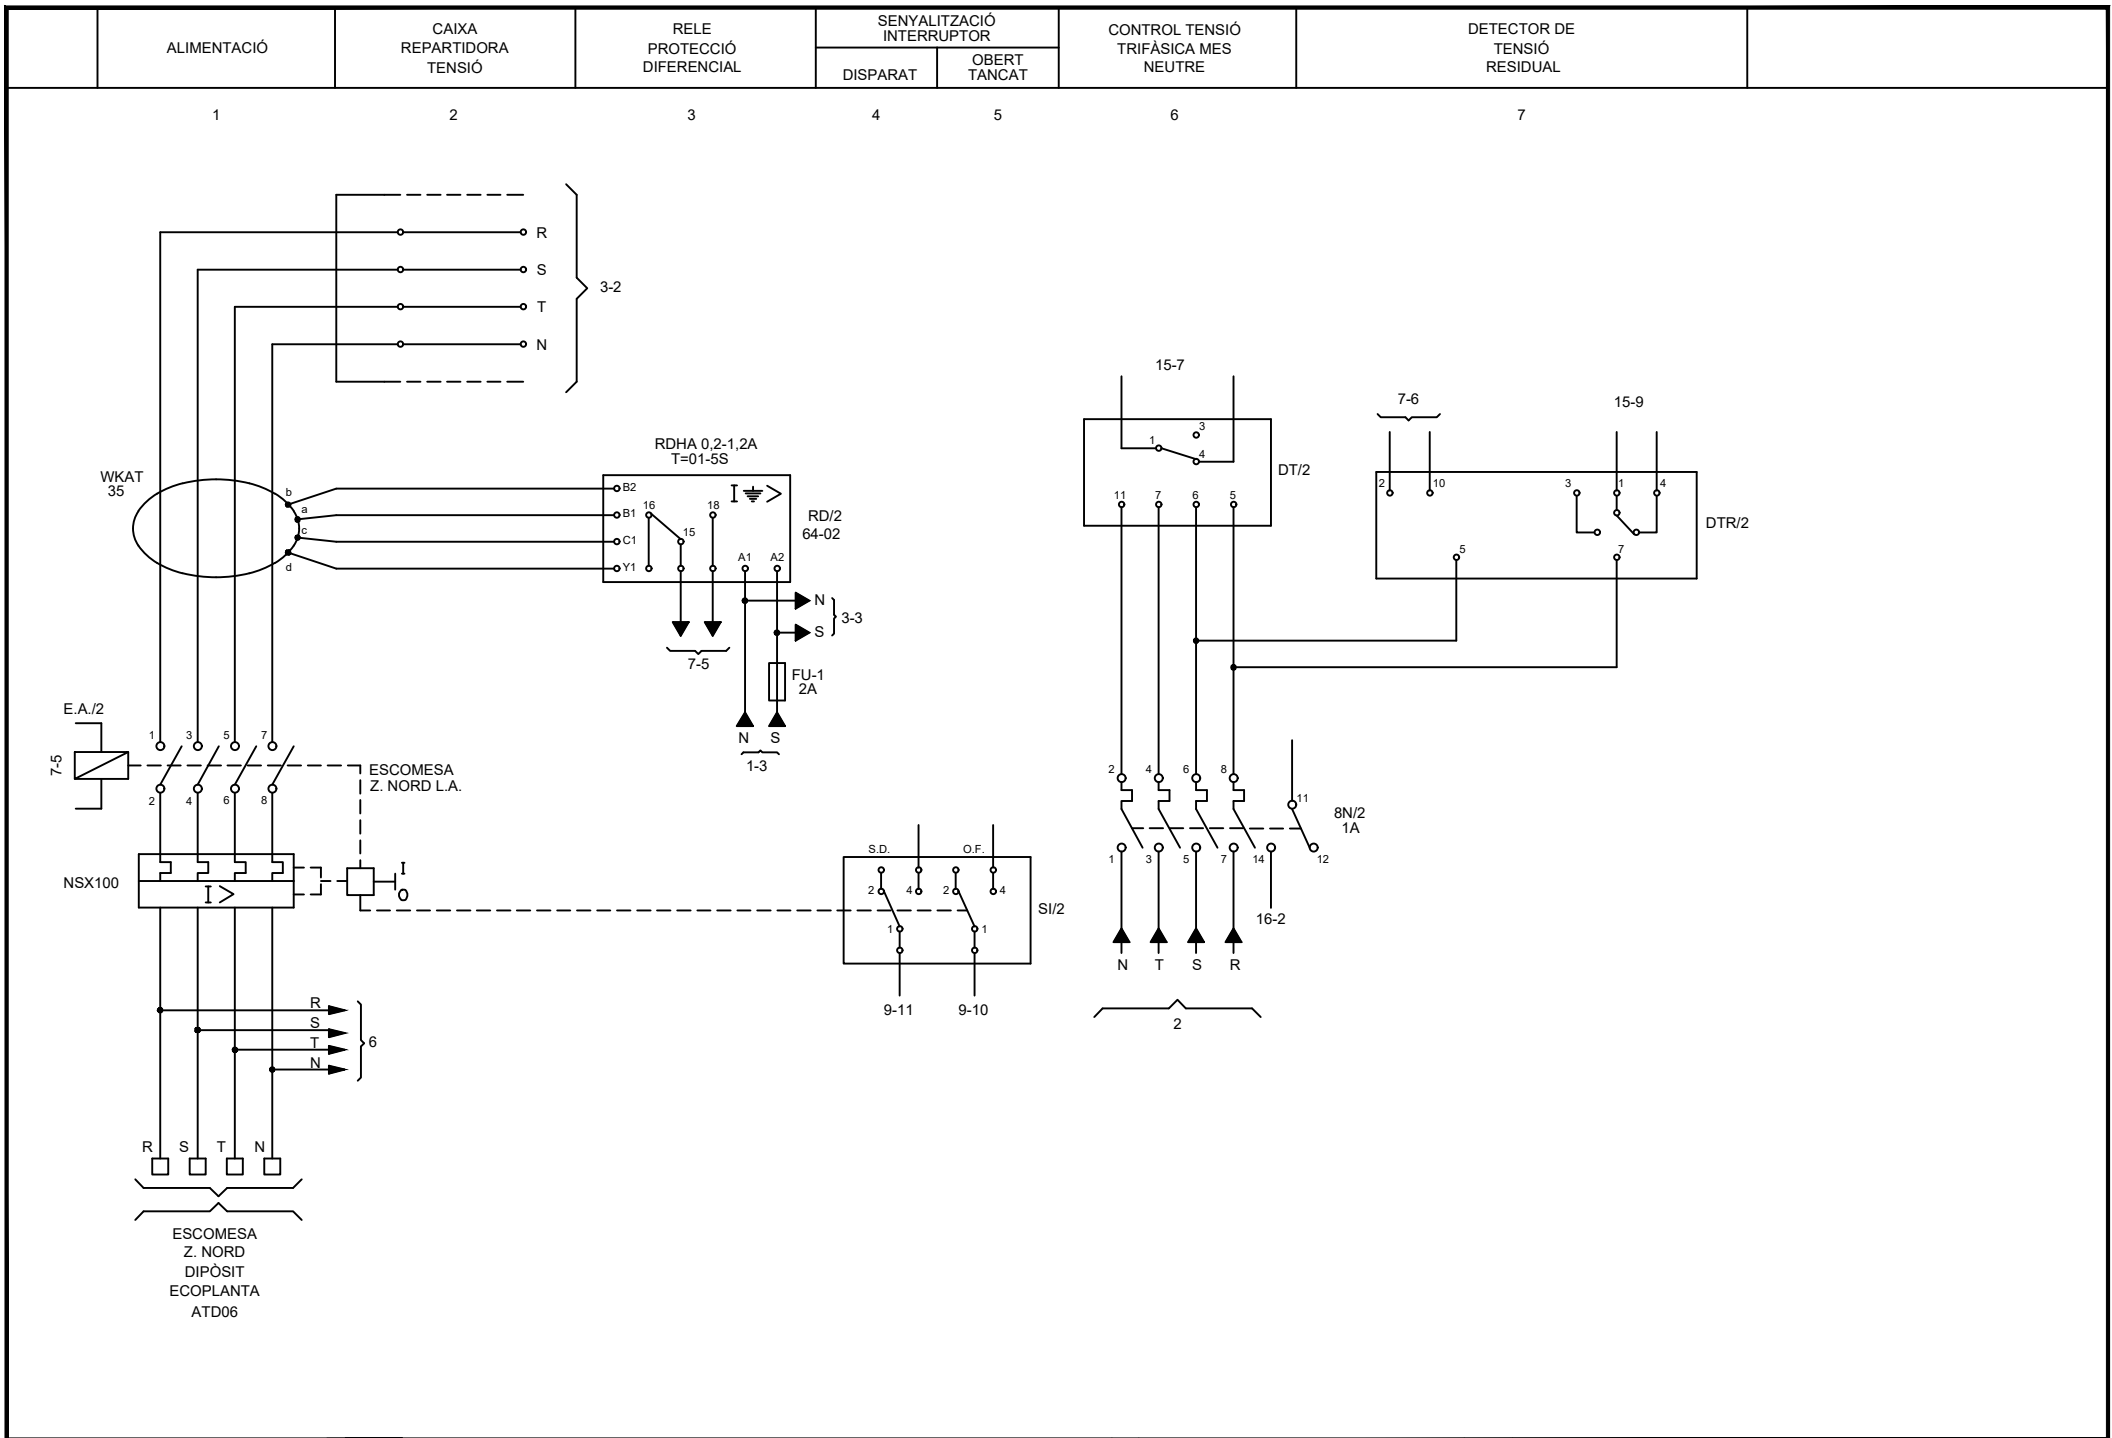 ALIMENTACIÓ
CAIXA
REPARTIDORA
TENSIÓ
RELE
PROTECCIÓ
DIFERENCIAL
SENYALITZACIÓ
INTERRUPTOR
DISPARAT
OBERT
TANCAT
CONTROL TENSIÓ
TRIFÀSICA MES
NEUTRE
DETECTOR DE
TENSIÓ
RESIDUAL
1 2 3 4 5 6 7
R
S
T
N
3-2
WKAT
35
b
a
c
d
RDHA 0,2-1,2A
T=01-5S
B2
B1
C1
Y1
16
15
18
I >
A1 A2
RD/2
64-02
N
S
3-3
7-5
FU-1
2A
N S
1-3
15-7
1
3
4
11 7 6 5
DT/2
7-6
15-9
2 10 3 1 4
5 7
DTR/2
E.A./2
7-5
1 3 5 7
2 4 6 8
ESCOMESA
Z. NORD L.A.
NSX100
I >
I
O
S.D. O.F.
2 4 2 4
1 1
SI/2
9-11 9-10
2 4 6 8
11
8N/2
1A
1 3 5 7 14 12
16-2
N T S R
2
R
S
T
N
6
R S T N
ESCOMESA
Z. NORD
DIPÒSIT
ECOPLANTA
ATD06